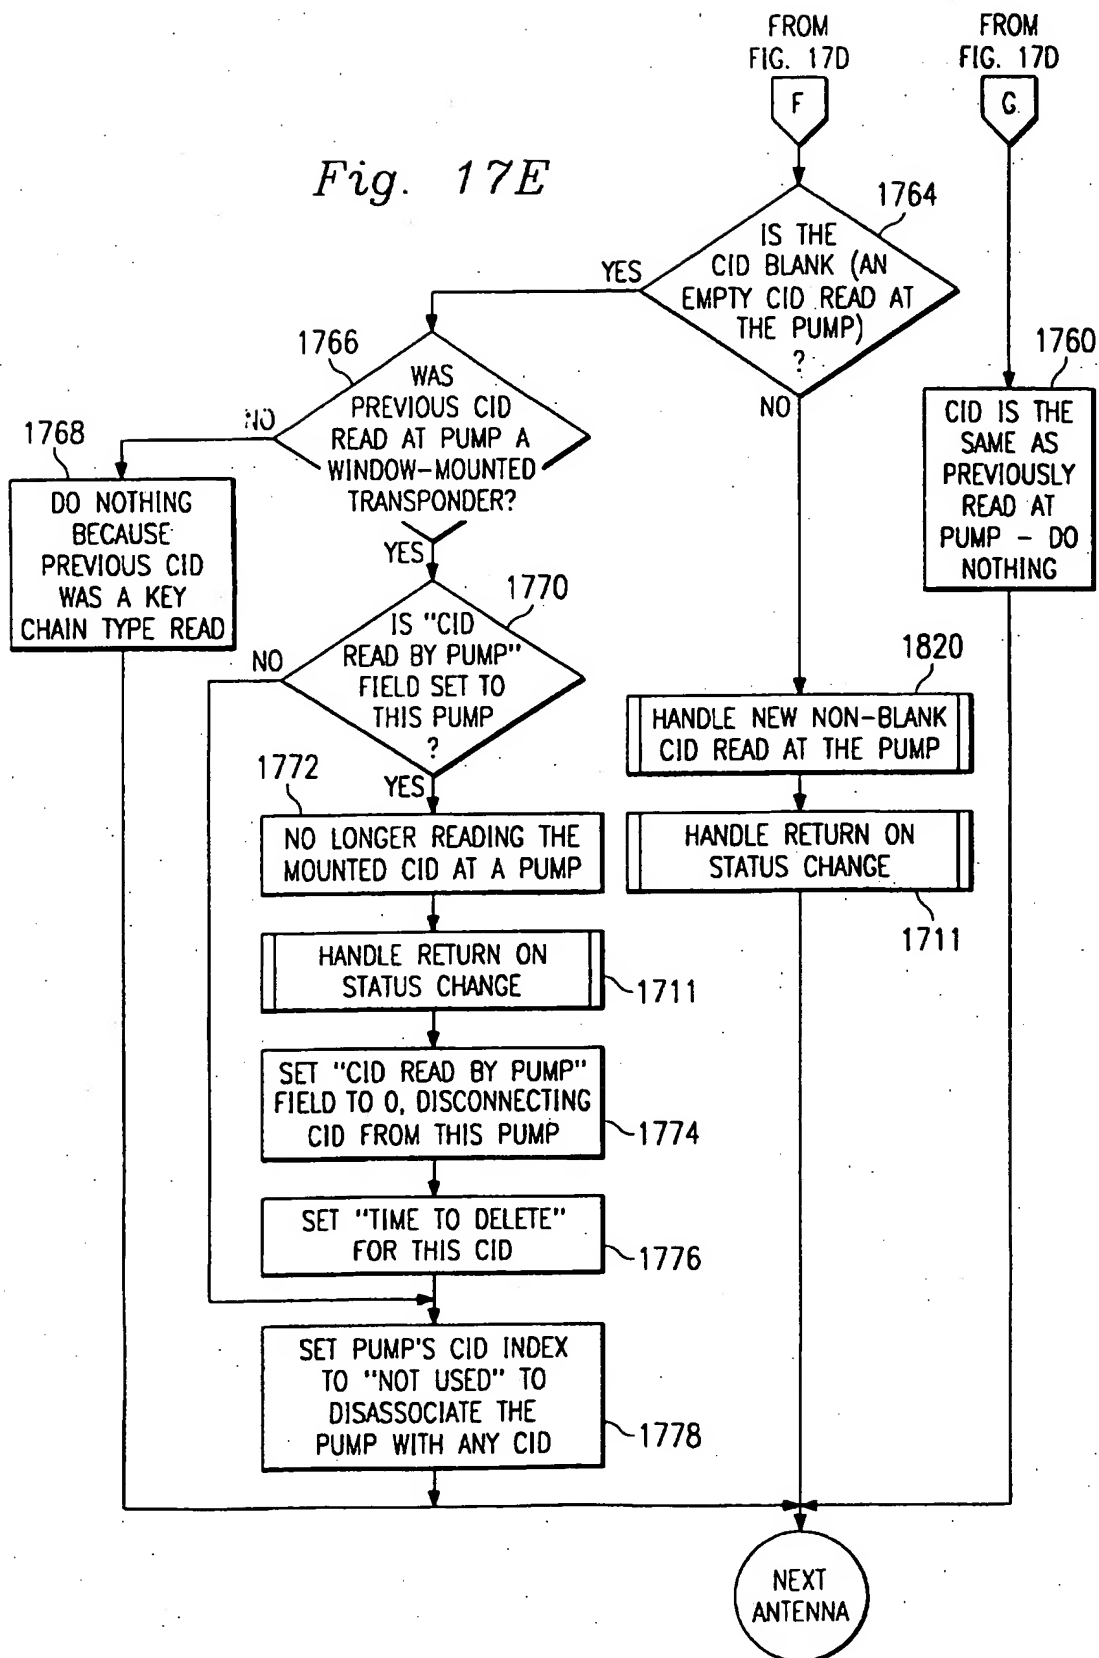 FROM
FIG. 17D
F
FROM
FIG. 17D
G
Fig. 17E
1764
IS THE
CID BLANK (AN
EMPTY CID READ AT
THE PUMP)
?
YES
NO
1766
WAS
PREVIOUS CID
READ AT PUMP A
WINDOW-MOUNTED
TRANSPONDER?
NO
YES
1760
CID IS THE
SAME AS
PREVIOUSLY
READ AT
PUMP - DO
NOTHING
1768
DO NOTHING
BECAUSE
PREVIOUS CID
WAS A KEY
CHAIN TYPE READ
1770
IS "CID
READ BY PUMP"
FIELD SET TO
THIS PUMP
?
NO
YES
1820
HANDLE NEW NON-BLANK
CID READ AT THE PUMP
1772
NO LONGER READING THE
MOUNTED CID AT A PUMP
HANDLE RETURN ON
STATUS CHANGE
1711
HANDLE RETURN ON
STATUS CHANGE
1711
SET "CID READ BY PUMP"
FIELD TO 0, DISCONNECTING
CID FROM THIS PUMP
1774
SET "TIME TO DELETE"
FOR THIS CID
1776
SET PUMP'S CID INDEX
TO "NOT USED" TO
DISASSOCIATE THE
PUMP WITH ANY CID
1778
NEXT
ANTENNA